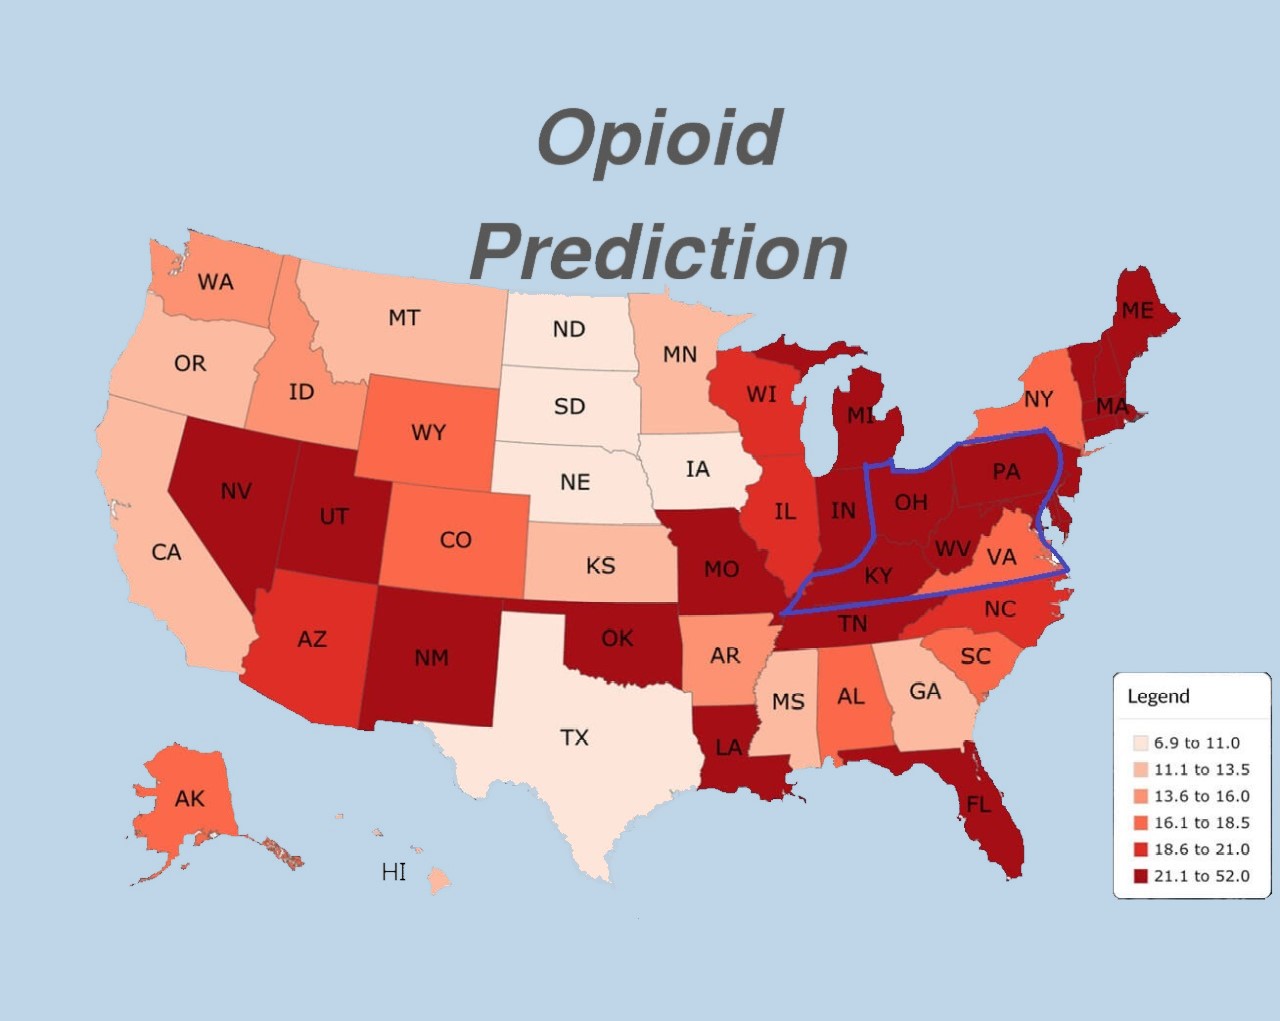 Opioid
Prediction
WA
MT
ND
MN
ME
OR
ID
SD
WI
MI
NY
MA
WY
NE
IA
NV
UT
CO
KS
MO
IL
IN
OH
PA
WV
VA
KY
CA
AZ
NM
OK
AR
TN
NC
SC
MS
AL
GA
TX
LA
FL
AK
HI
Legend
6.9 to 11.0
11.1 to 13.5
13.6 to 16.0
16.1 to 18.5
18.6 to 21.0
21.1 to 52.0